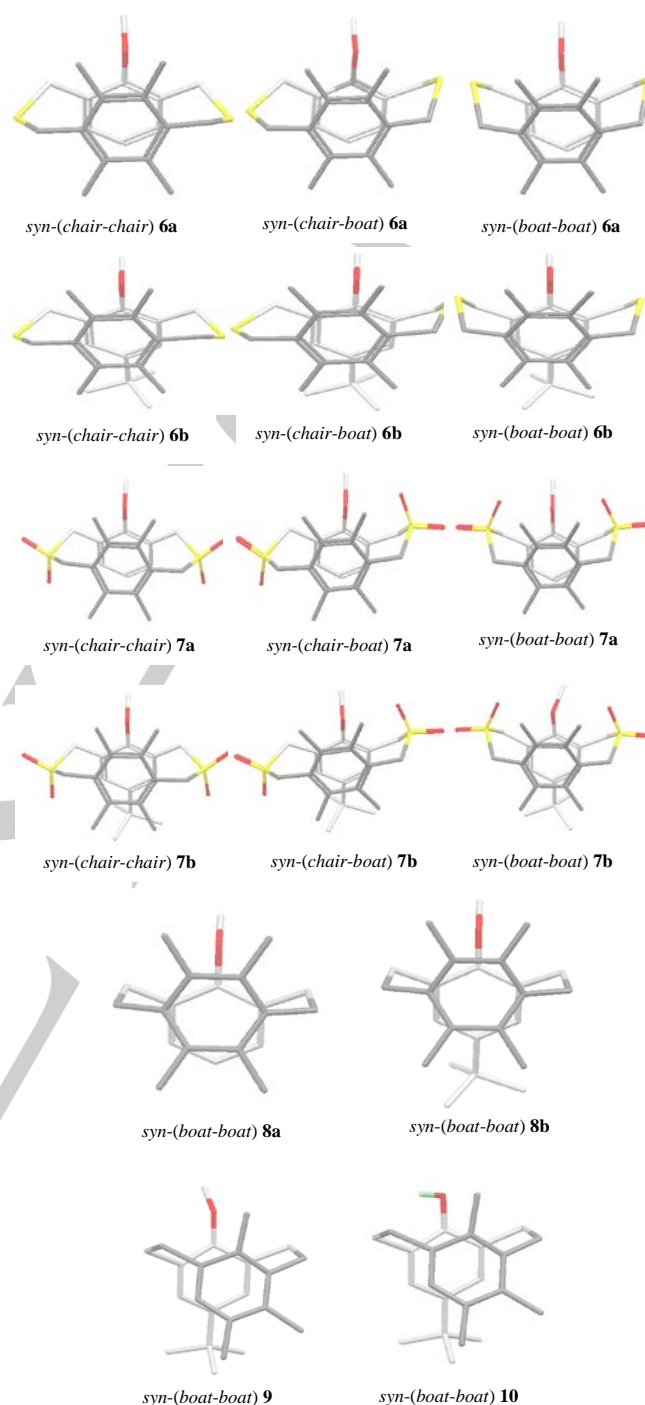 syn-(chair-chair) 6a
syn-(chair-boat) 6a
syn-(boat-boat) 6a
syn-(chair-chair) 6b
syn-(chair-boat) 6b
syn-(boat-boat) 6b
syn-(chair-chair) 7a
syn-(chair-boat) 7a
syn-(boat-boat) 7a
syn-(chair-chair) 7b
syn-(chair-boat) 7b
syn-(boat-boat) 7b
syn-(boat-boat) 8a
syn-(boat-boat) 8b
syn-(boat-boat) 9
syn-(boat-boat) 10